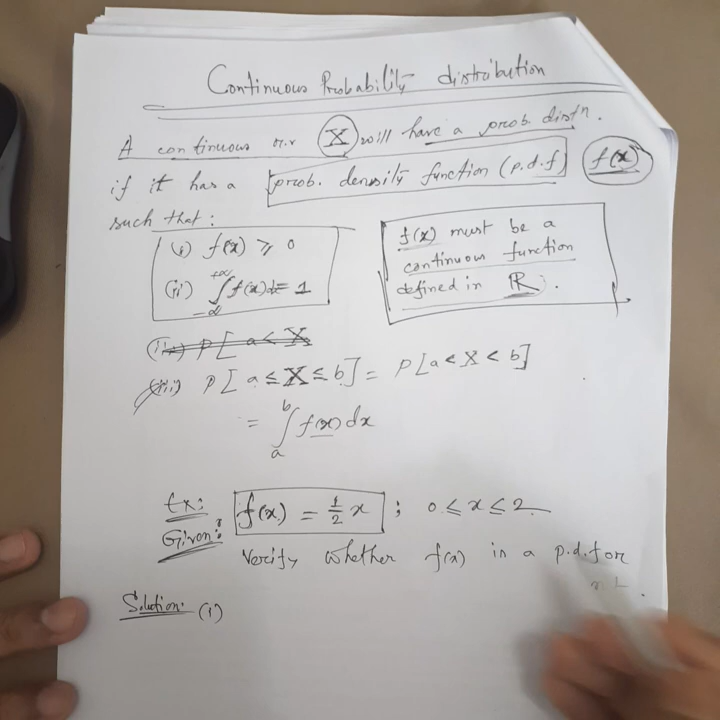 Continuous Probability distribution
A continuous r.v X will have a prob. distn.
if it has a prob. density function (p.d.f) f(x)
such that:
(i) f(x) ≥ 0
(ii) ∫_{-∞}^{+∞} f(x)dx = 1
f(x) must be a
continuous function
defined in ℝ.
P[a<X
(iii) P[a≤X≤b] = P[a<X<b]
= ∫_a^b f(x) dx
Ex:
Given: f(x) = 1/2 x ; 0≤x≤2
Verify whether f(x) is a p.d.f or
Solution: (i)